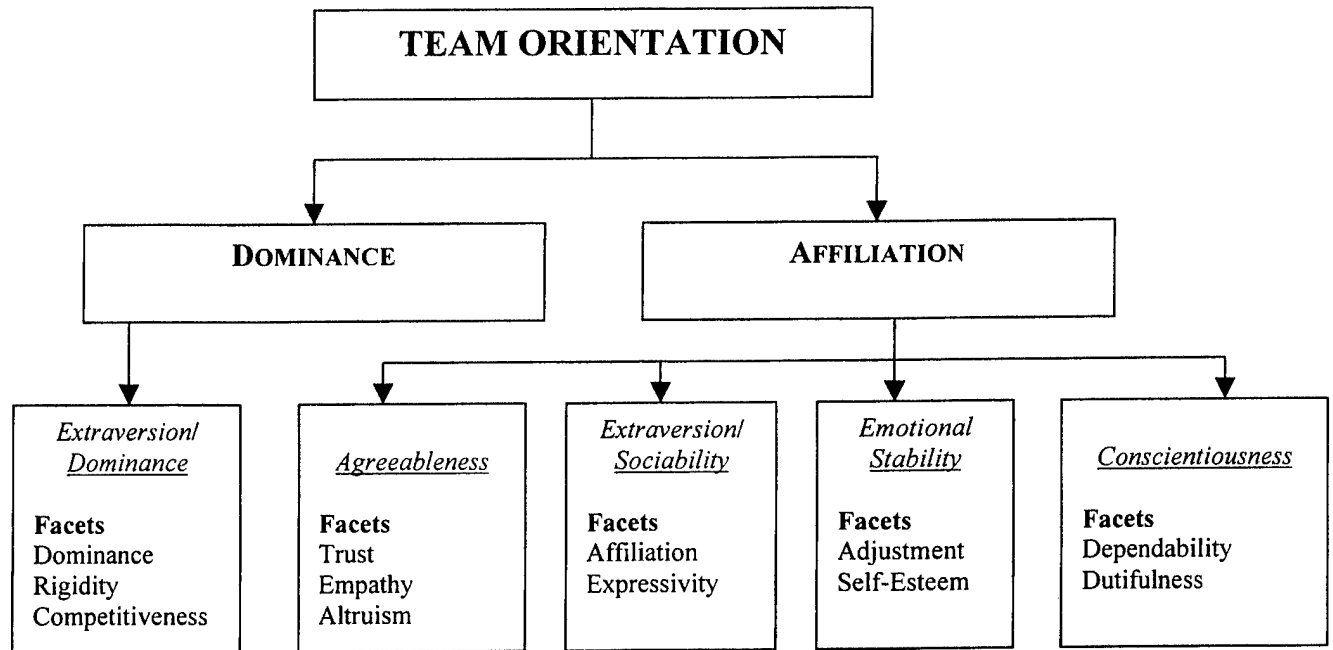 TEAM ORIENTATION
DOMINANCE
AFFILIATION
Extraversion/
Dominance
Facets
Dominance
Rigidity
Competitiveness
Agreeableness
Facets
Trust
Empathy
Altruism
Extraversion/
Sociability
Facets
Affiliation
Expressivity
Emotional
Stability
Facets
Adjustment
Self-Esteem
Conscientiousness
Facets
Dependability
Dutifulness